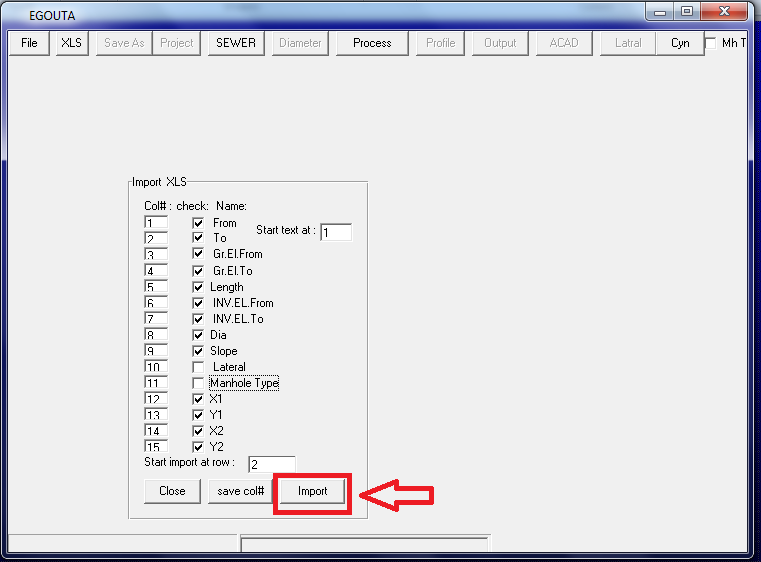 EGOUTA
File XLS Save As Project SEWER Diameter Process Profile Output ACAD Latral Cyn Mh T
Import XLS
Col# : check: Name:
1 From Start text at : 1
2 To
3 Gr.El.From
4 Gr.El.To
5 Length
6 INV.EL.From
7 INV.EL.To
8 Dia
9 Slope
10 Lateral
11 Manhole Type
12 X1
13 Y1
14 X2
15 Y2
Start import at row : 2
Close save col# Import